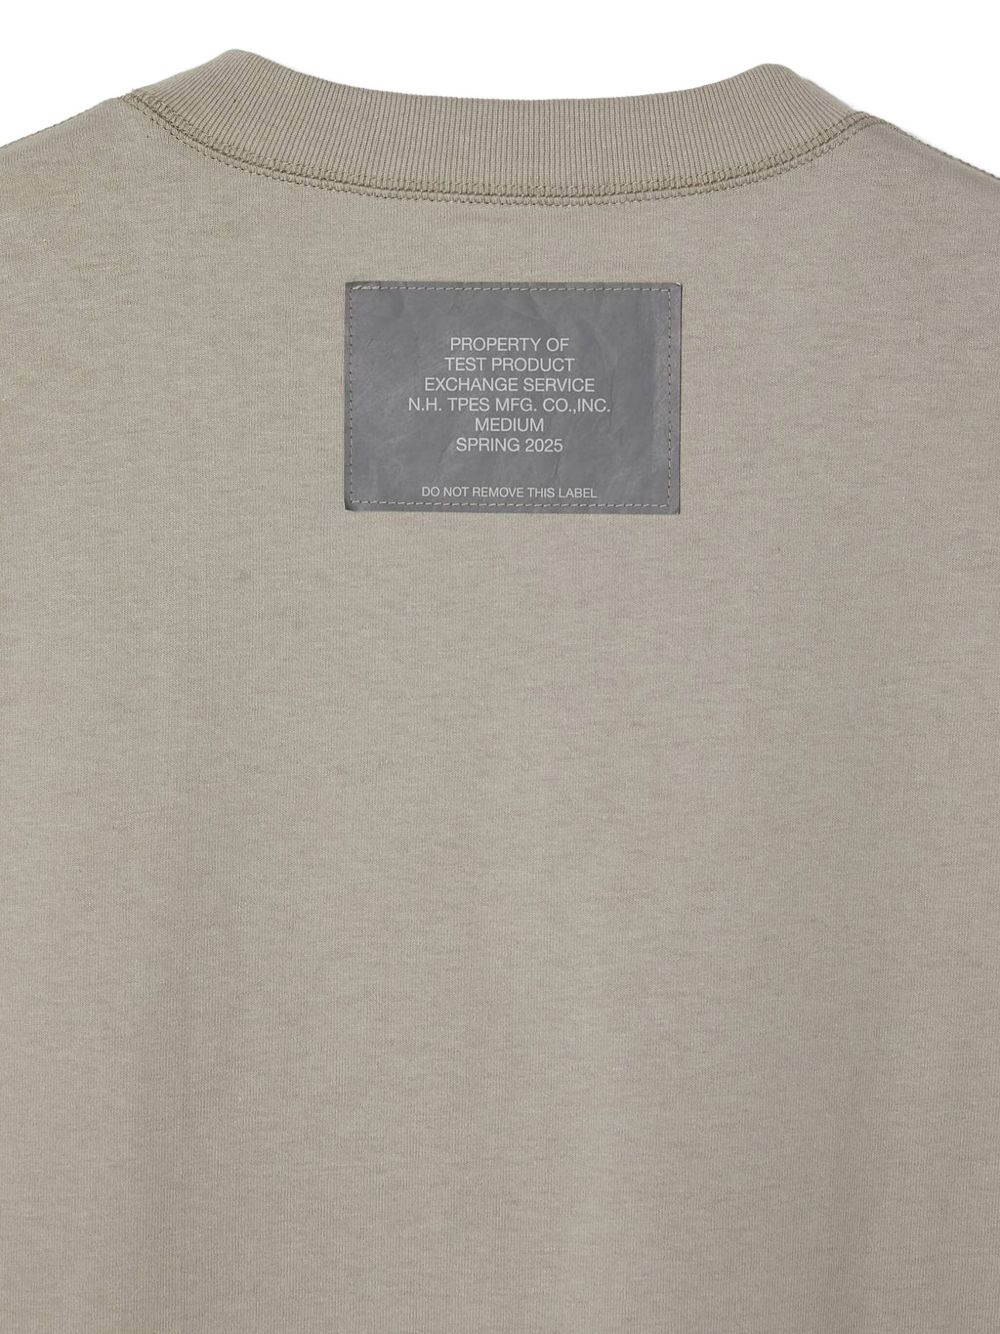 PROPERTY OF
TEST PRODUCT
EXCHANGE SERVICE
N.H. TPES MFG. CO.,INC.
MEDIUM
SPRING 2025
DO NOT REMOVE THIS LABEL